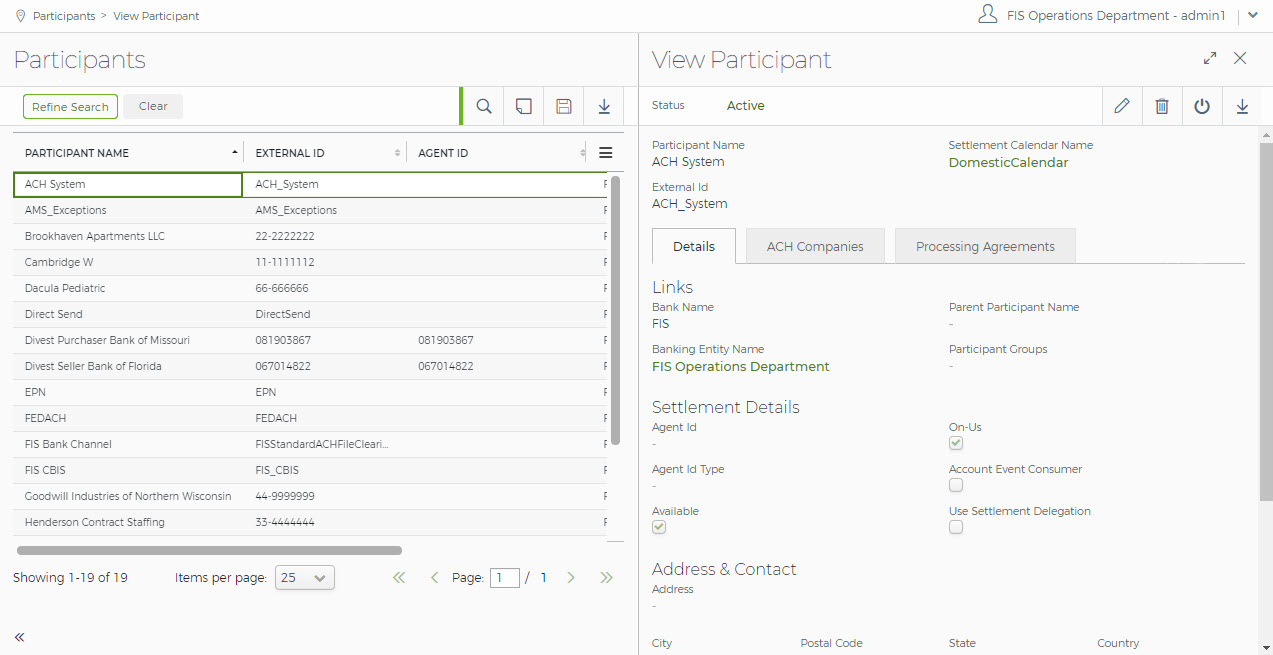 Participants > View Participant
FIS Operations Department - admin1
Participants
Refine Search Clear
PARTICIPANT NAME EXTERNAL ID AGENT ID
ACH System ACH_System
AMS_Exceptions AMS_Exceptions
Brookhaven Apartments LLC 22-2222222
Cambridge W 11-1111112
Dacula Pediatric 66-666666
Direct Send DirectSend
Divest Purchaser Bank of Missouri 081903867 081903867
Divest Seller Bank of Florida 067014822 067014822
EPN EPN
FEDACH FEDACH
FIS Bank Channel FISStandardACHFileCleari...
FIS CBIS FIS_CBIS
Goodwill Industries of Northern Wisconsin 44-9999999
Henderson Contract Staffing 33-4444444
Showing 1-19 of 19 Items per page: 25 Page: 1 / 1
View Participant
Status Active
Participant Name Settlement Calendar Name
ACH System DomesticCalendar
External Id
ACH_System
Details ACH Companies Processing Agreements
Links
Bank Name Parent Participant Name
FIS -
Banking Entity Name Participant Groups
FIS Operations Department -
Settlement Details
Agent Id On-Us
-
Agent Id Type Account Event Consumer
-
Available Use Settlement Delegation
Address & Contact
Address
-
City Postal Code State Country